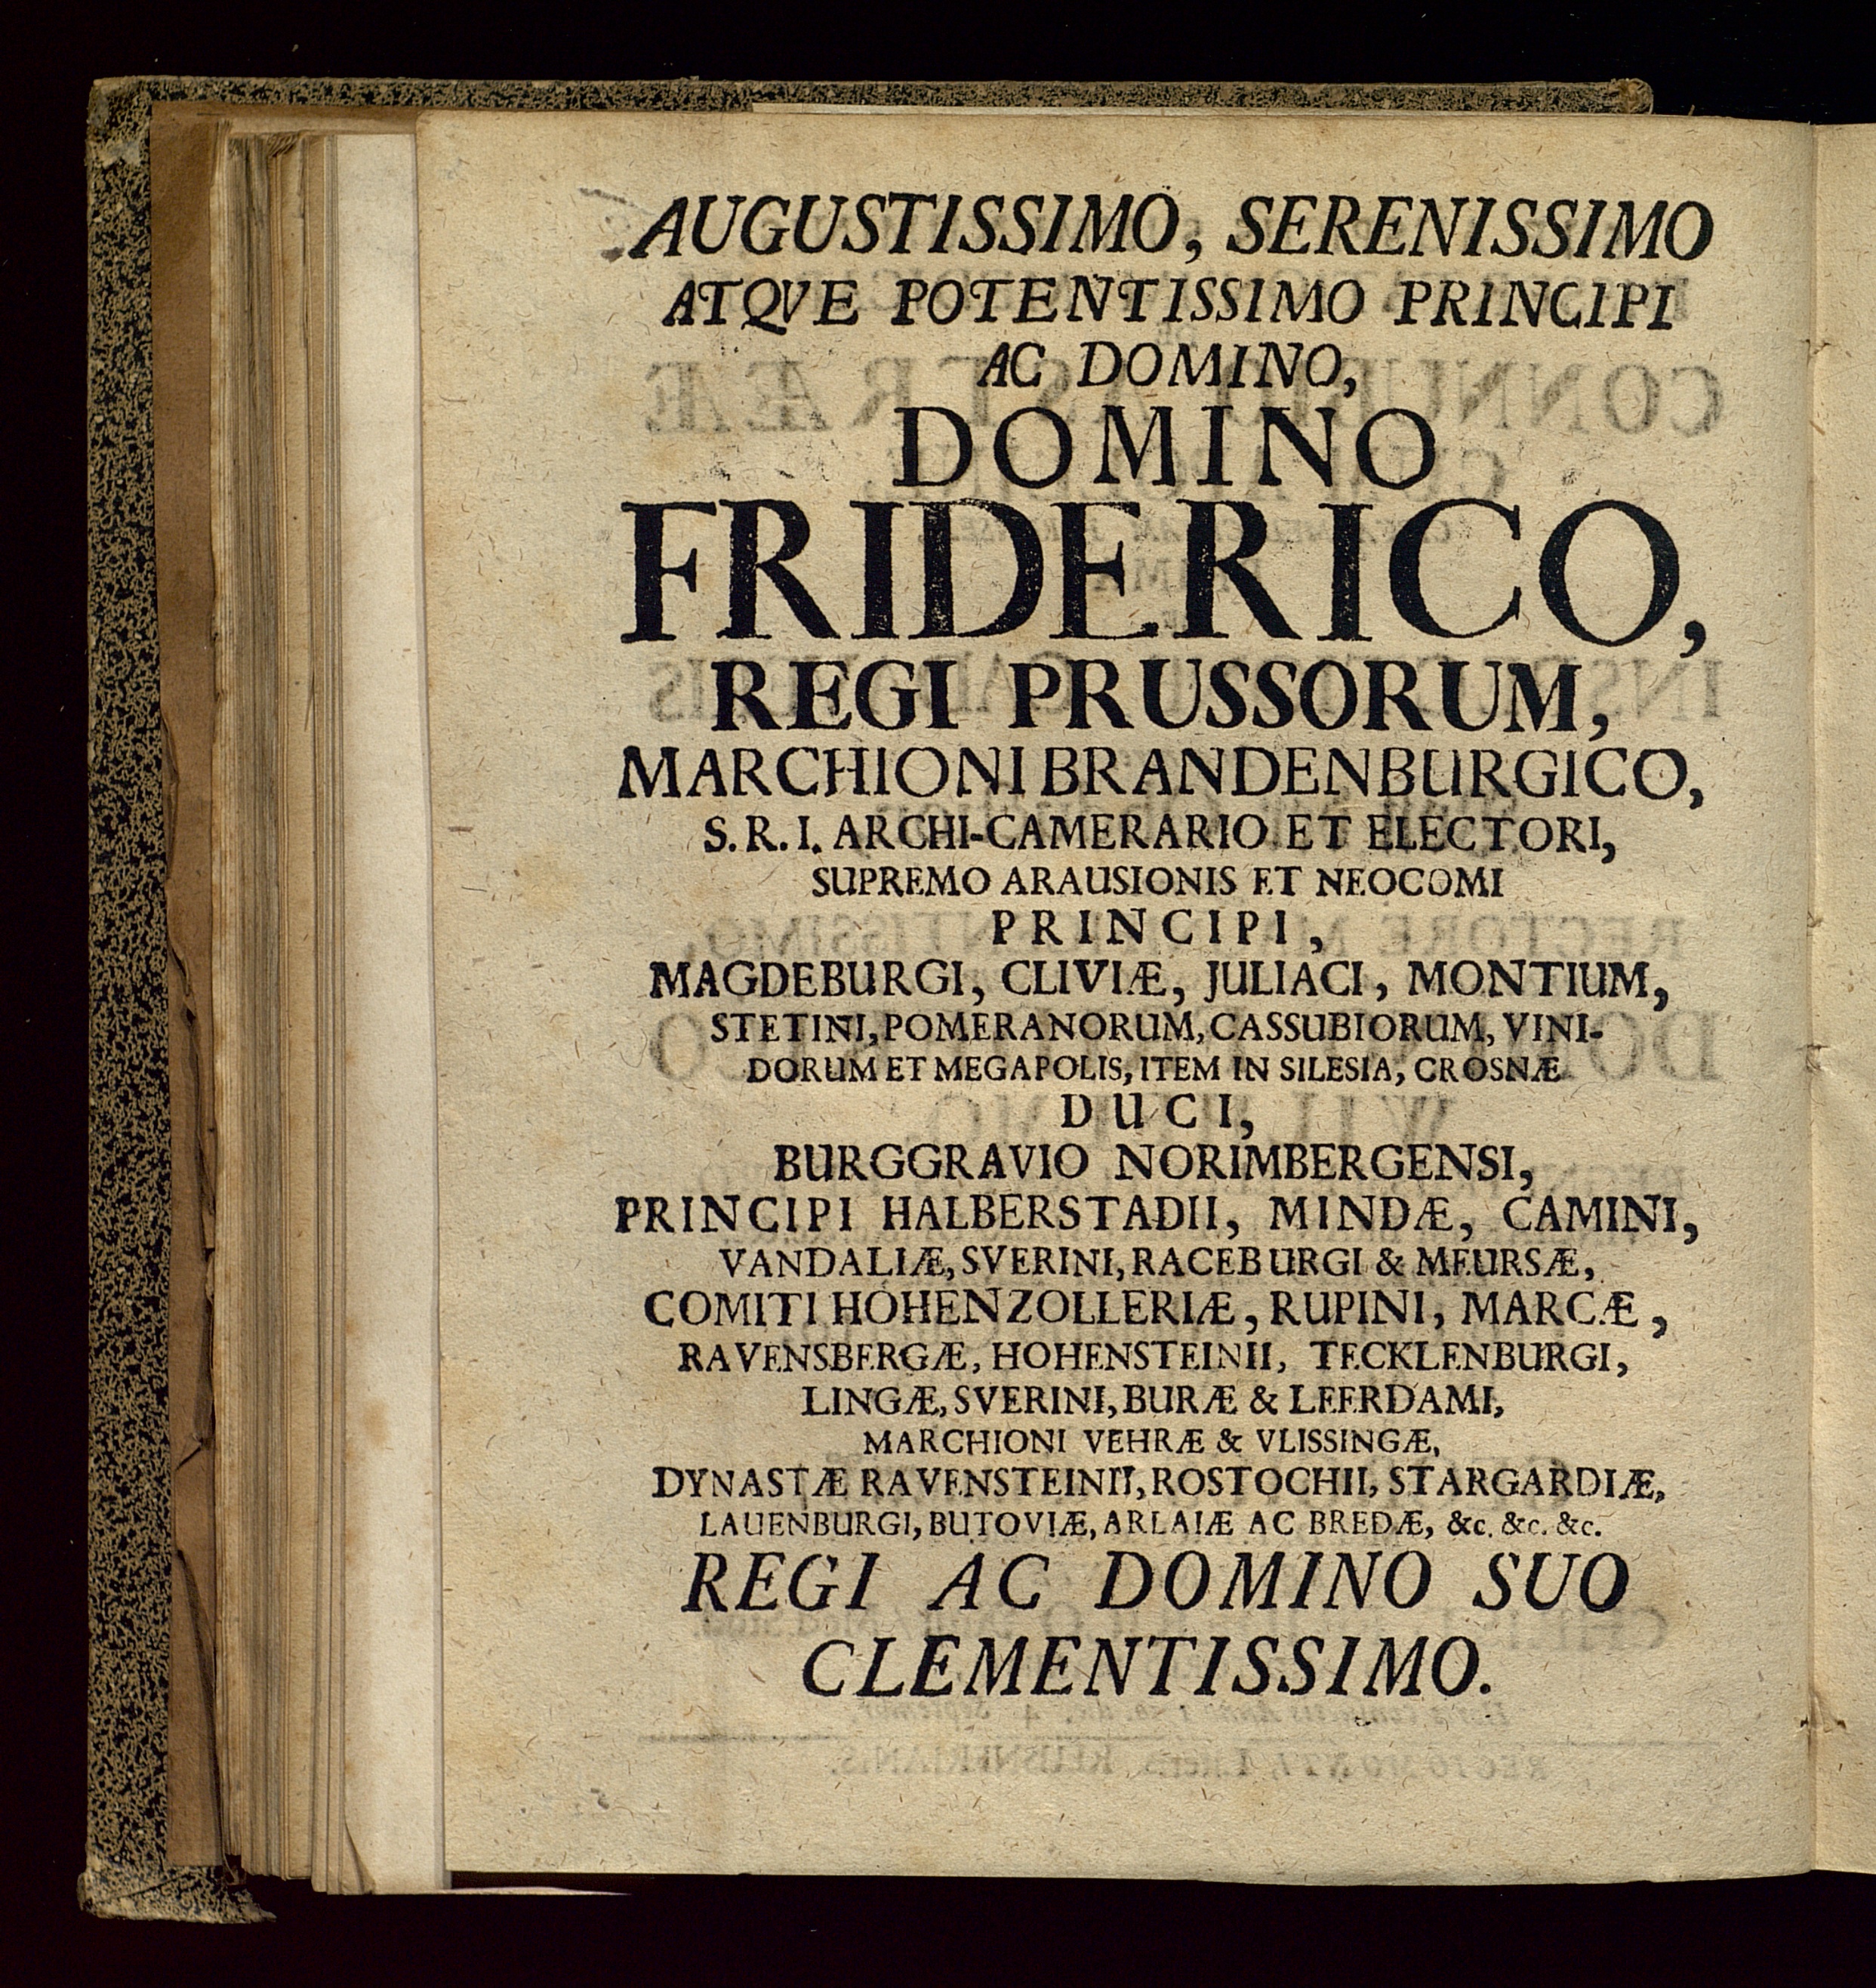 AUGUSTISSIMO, SERENISSIMO
ATQVE POTENTISSIMO PRINCIPI
AC DOMINO,
DOMINO
FRIDERICO,
REGI PRUSSORUM,
MARCHIONI BRANDENBURGICO,
S. R. I. ARCHI-CAMERARIO ET ELECTORI,
SUPREMO ARAUSIONIS ET NEOCOMI
PRINCIPI,
MAGDEBURGI, CLIVIÆ, JULIACI, MONTIUM,
STETINI, POMERANORUM, CASSUBIORUM, VINI-
DORUM ET MEGAPOLIS, ITEM IN SILESIA, CROSNÆ
DUCI,
BURGGRAVIO NORIMBERGENSI,
PRINCIPI HALBERSTADII, MINDÆ, CAMINI,
VANDALIÆ, SVERINI, RACEBURGI & MEURSÆ,
COMITI HOHENZOLLERIÆ, RUPINI, MARCÆ,
RAVENSBERGÆ, HOHENSTEINII, TECKLENBURGI,
LINGÆ, SVERINI, BURÆ & LEERDAMI,
MARCHIONI VEHRÆ & VLISSINGÆ,
DYNASTÆ RAVENSTEINII, ROSTOCHII, STARGARDIÆ,
LAUENBURGI, BUTOVIÆ, ARLAIÆ AC BREDÆ, &c. &c. &c.
REGI AC DOMINO SUO
CLEMENTISSIMO.